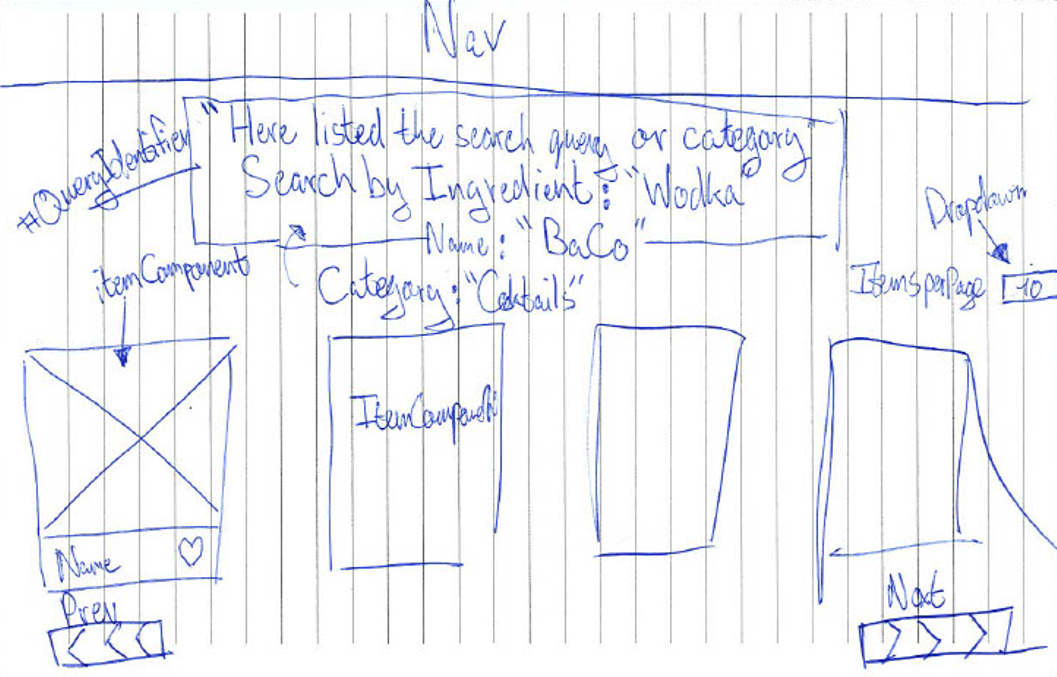 Nav
#QueryIdentifier
"Here listed the search query or category"
Search by Ingredient: "Wodka"
Name: "BaCo"
Category: "Cocktails"
Dropdown
ItemsperPage 10
itemComponent
ItemComponent
Name
Prev
Next